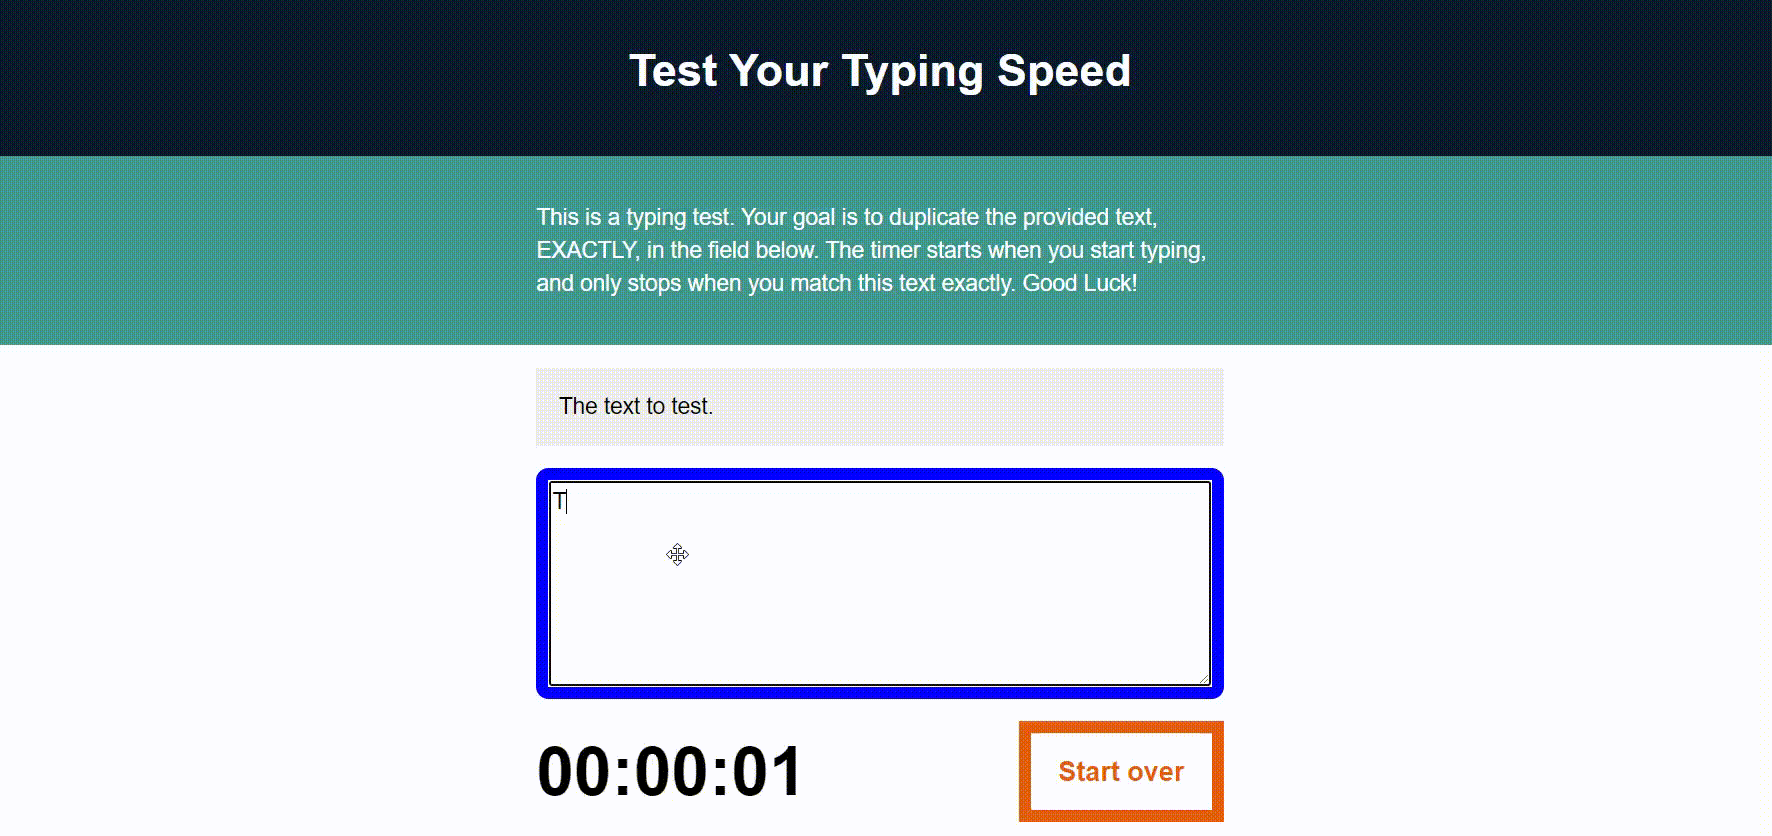 Test Your Typing Speed
This is a typing test. Your goal is to duplicate the provided text,
EXACTLY, in the field below. The timer starts when you start typing,
and only stops when you match this text exactly. Good Luck!
The text to test.
T
00:00:01
Start over